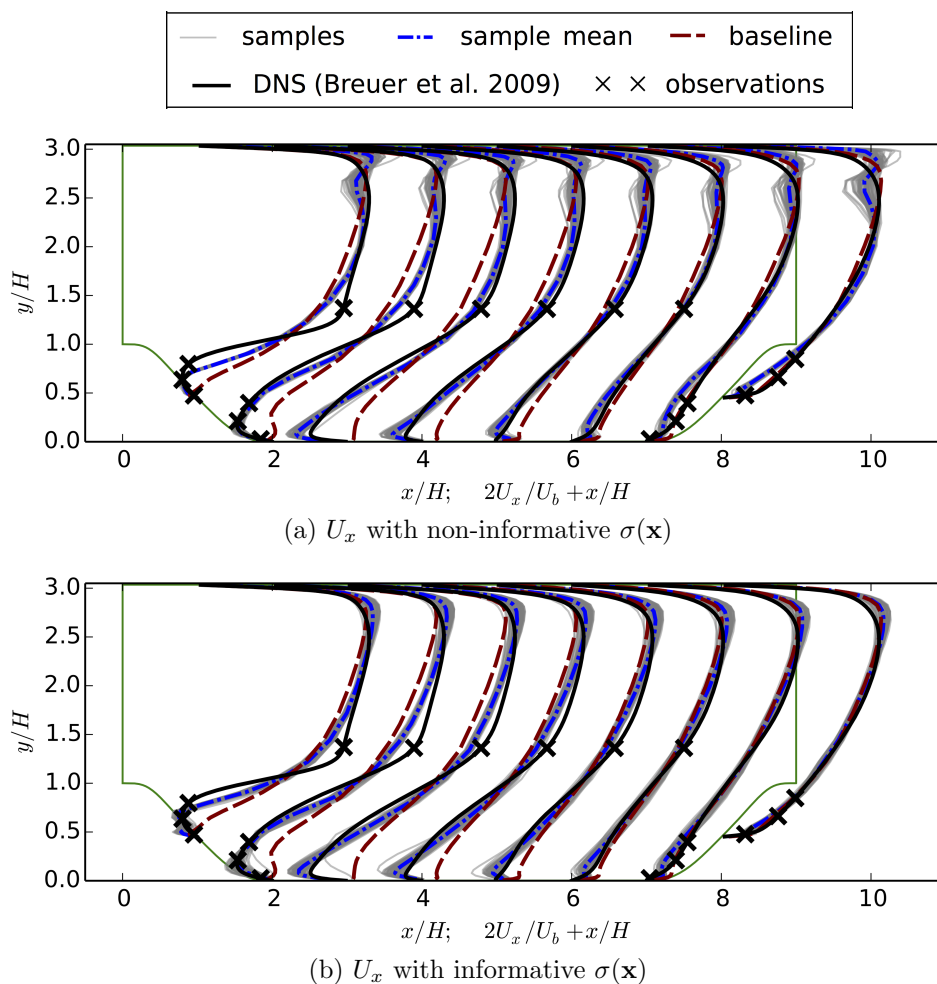 samples sample mean baseline
DNS (Breuer et al. 2009) × × observations
3.0
2.5
2.0
1.5
1.0
0.5
0.0
y/H
0 2 4 6 8 10
x/H; 2U_x/U_b + x/H
(a) U_x with non-informative σ(x)
3.0
2.5
2.0
1.5
1.0
0.5
0.0
y/H
0 2 4 6 8 10
x/H; 2U_x/U_b + x/H
(b) U_x with informative σ(x)